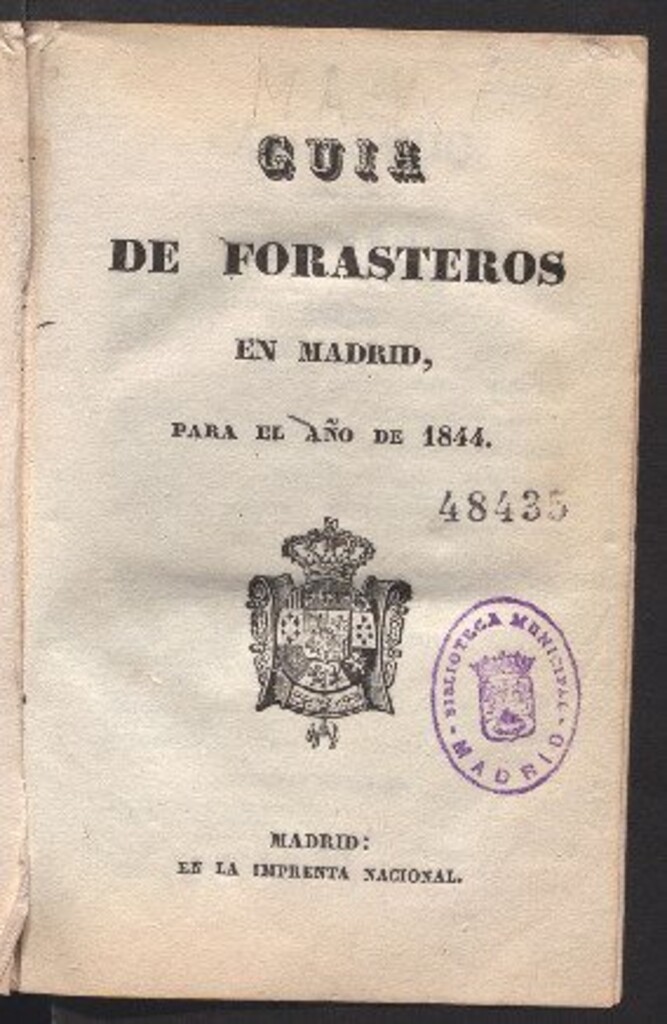 GUIA
DE FORASTEROS
EN MADRID,
PARA EL AÑO DE 1844.
48435
BIBLIOTECA MUNICIPAL
MADRID
MADRID:
EN LA IMPRENTA NACIONAL.